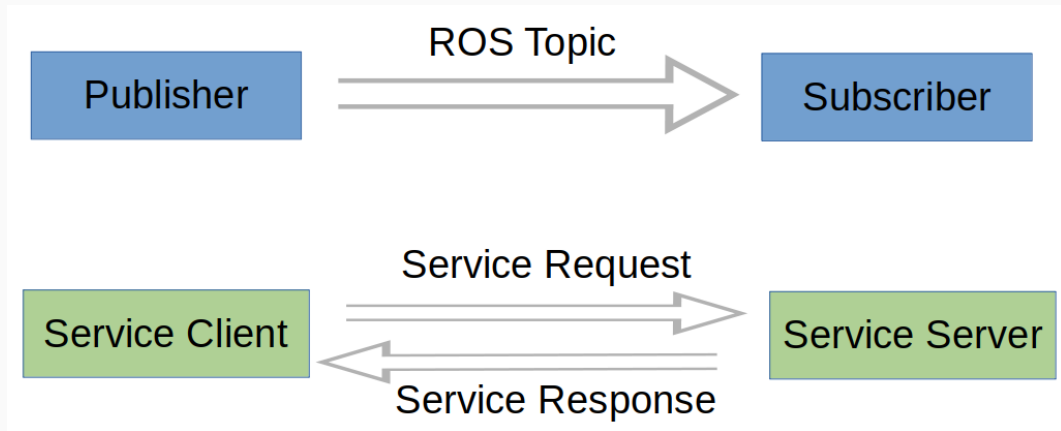 ROS Topic
Publisher
Subscriber
Service Request
Service Client
Service Server
Service Response